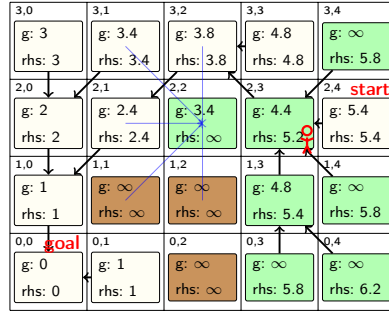 3,0 3,1 3,2 3,3 3,4
g: 3 g: 3.4 g: 3.8 g: 4.8 g: ∞
rhs: 3 rhs: 3.4 rhs: 3.8 rhs: 4.8 rhs: 5.8
2,0 2,1 2,2 2,3 2,4 start
g: 2 g: 2.4 g: 3.4 g: 4.4 g: 5.4
rhs: 2 rhs: 2.4 rhs: ∞ rhs: 5.2 rhs: 5.4
1,0 1,1 1,2 1,3 1,4
g: 1 g: ∞ g: ∞ g: 4.8 g: ∞
rhs: 1 rhs: ∞ rhs: ∞ rhs: 5.4 rhs: 5.8
0,0 goal 0,1 0,2 0,3 0,4
g: 0 g: 1 g: ∞ g: ∞ g: ∞
rhs: 0 rhs: 1 rhs: ∞ rhs: 5.8 rhs: 6.2